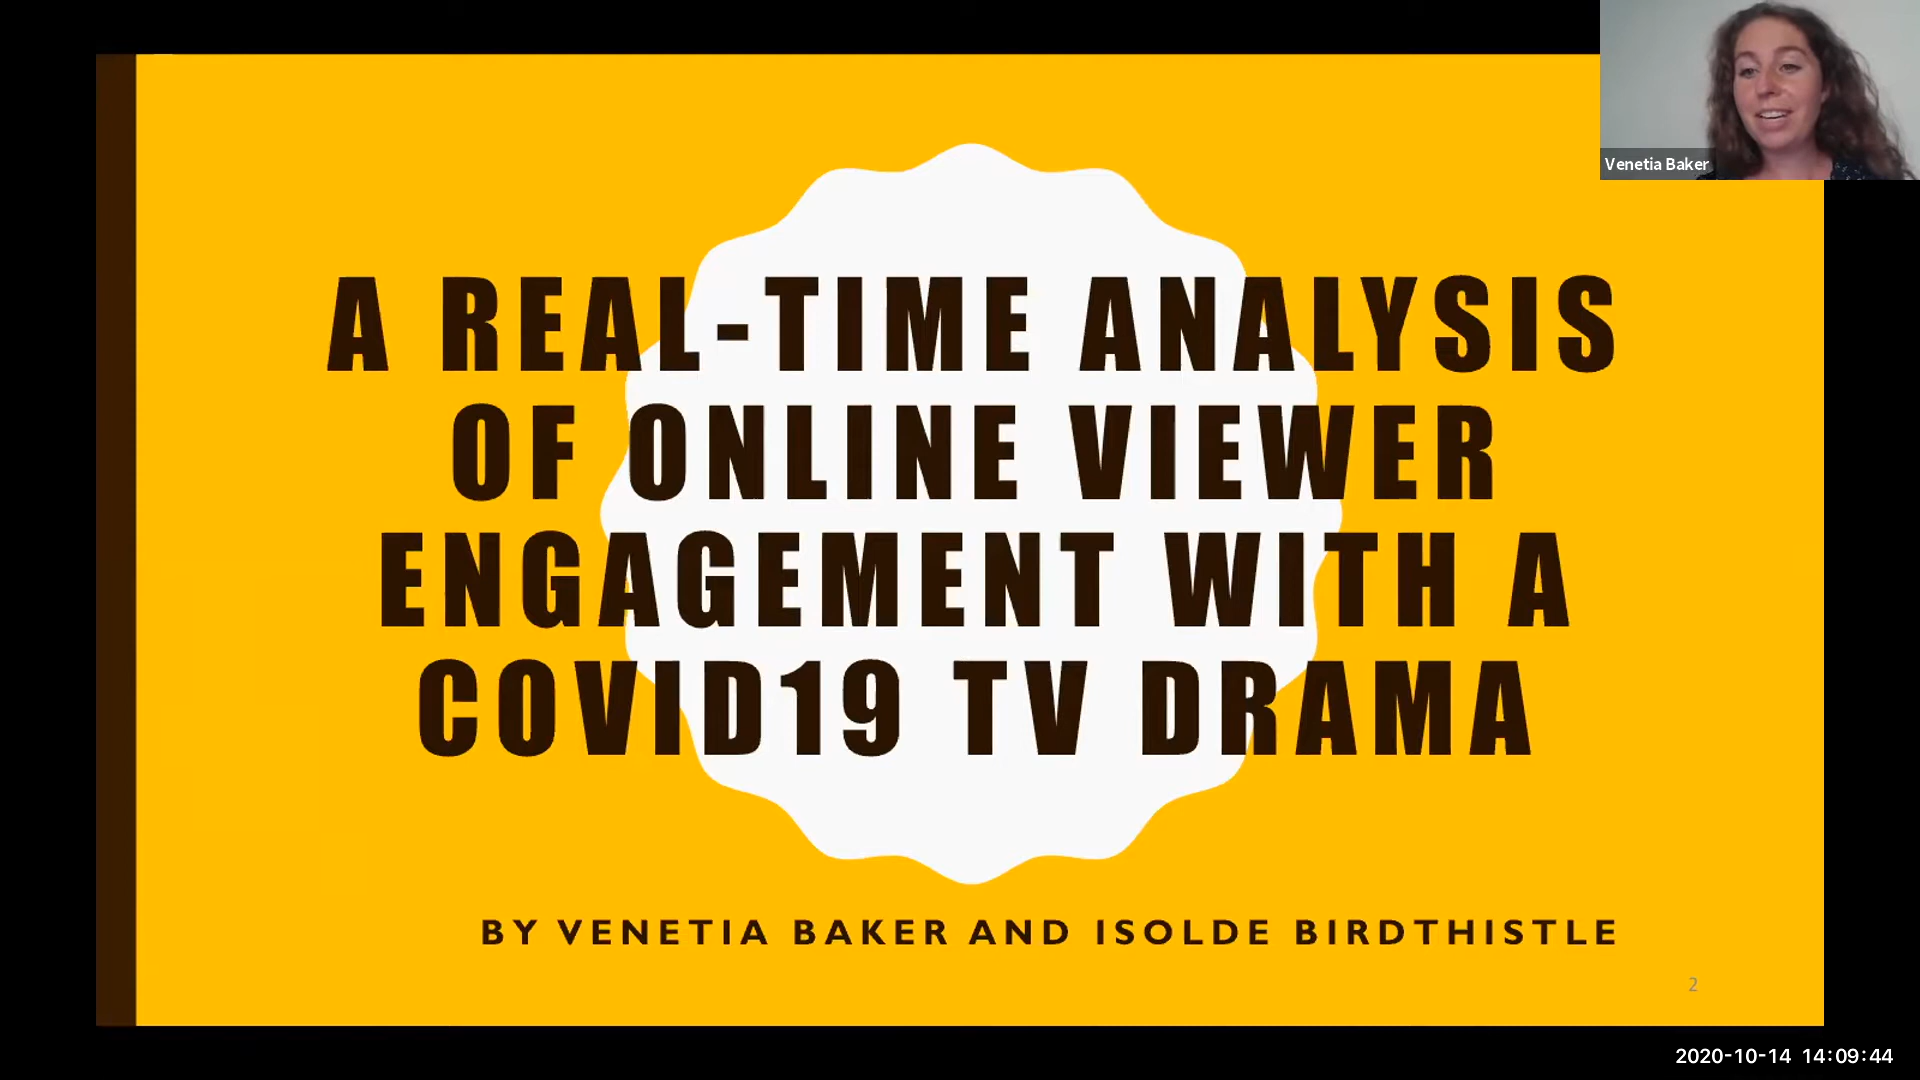 Venetia Baker
A REAL-TIME ANALYSIS
OF ONLINE VIEWER
ENGAGEMENT WITH A
COVID19 TV DRAMA
BY VENETIA BAKER AND ISOLDE BIRDTHISTLE
2
2020-10-14 14:09:44